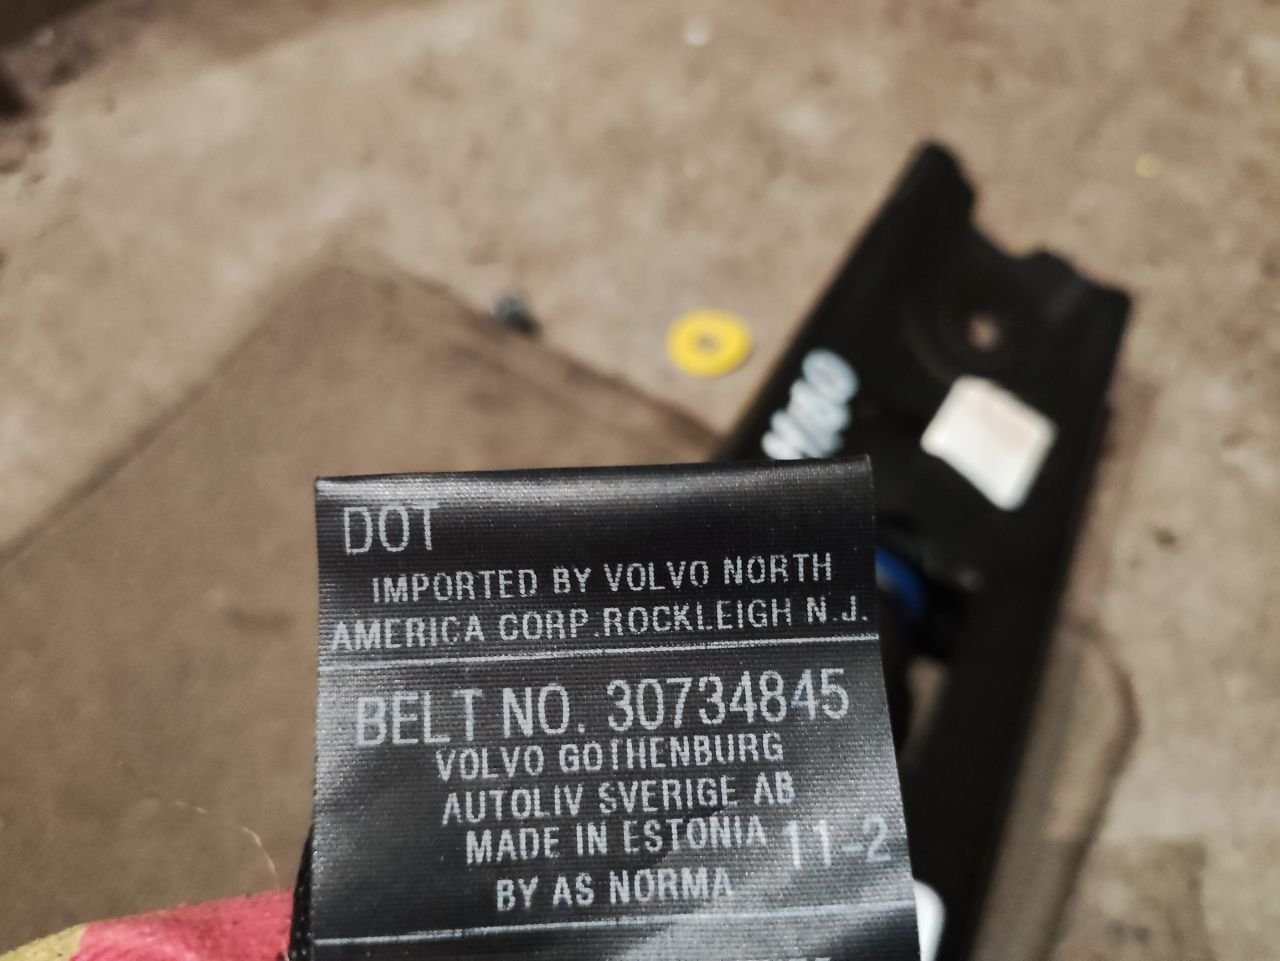 DOT
IMPORTED BY VOLVO NORTH
AMERICA CORP.ROCKLEIGH N.J.
BELT NO. 30734845
VOLVO GOTHENBURG
AUTOLIV SVERIGE AB
MADE IN ESTONIA 11-2
BY AS NORMA